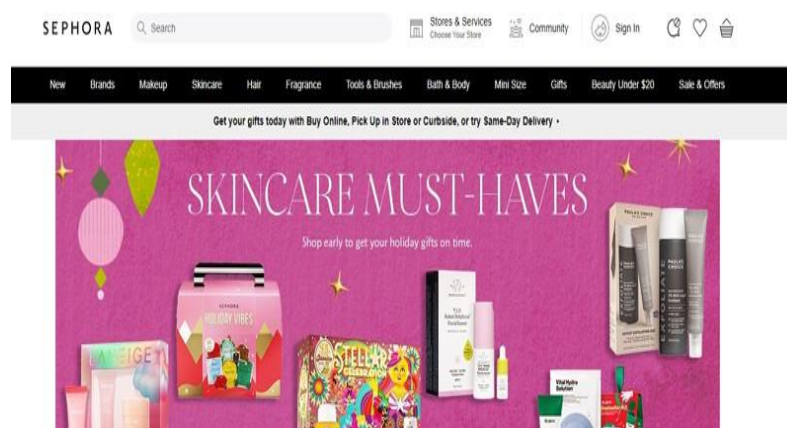 SEPHORA
Search
Stores & Services
Choose Your Store
Community
Sign In
New Brands Makeup Skincare Hair Fragrance Tools & Brushes Bath & Body Mini Size Gifts Beauty Under $20 Sale & Offers
Get your gifts today with Buy Online, Pick Up in Store or Curbside, or try Same-Day Delivery
SKINCARE MUST-HAVES
Shop early to get your holiday gifts on time.
PAULA'S CHOICE
EXFOLIATE
PAULA'S CHOICE
EXFOLIATE
SEPHORA
HOLIDAY VIBES
LANEIGE
STELLAR
CELEBRATION
Vital Hydra
Solution